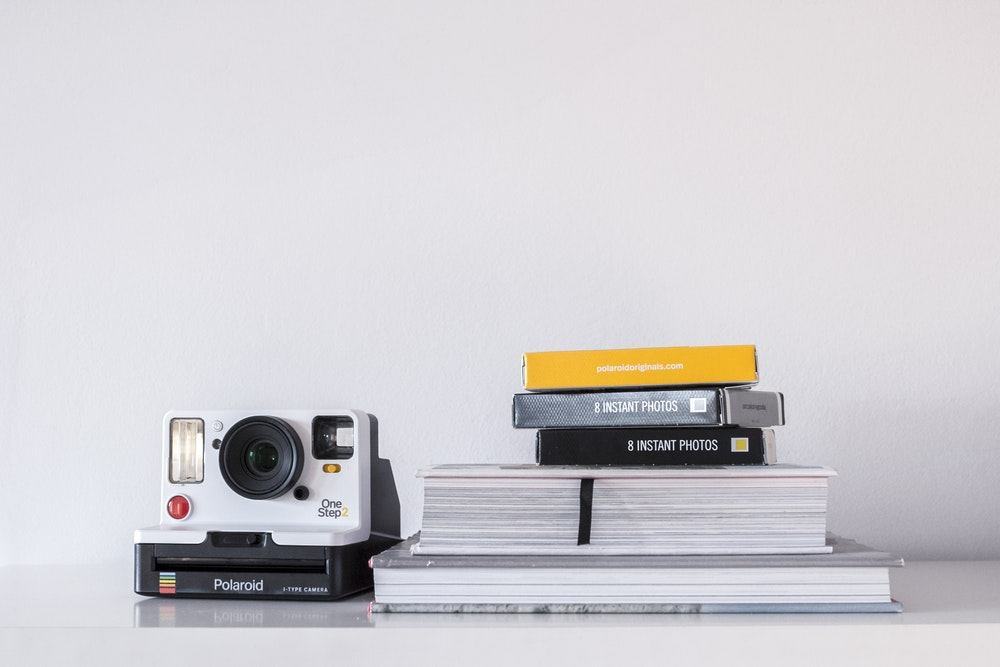 One
Step2
Polaroid
I-TYPE CAMERA
polaroidoriginals.com
8 INSTANT PHOTOS
8 INSTANT PHOTOS